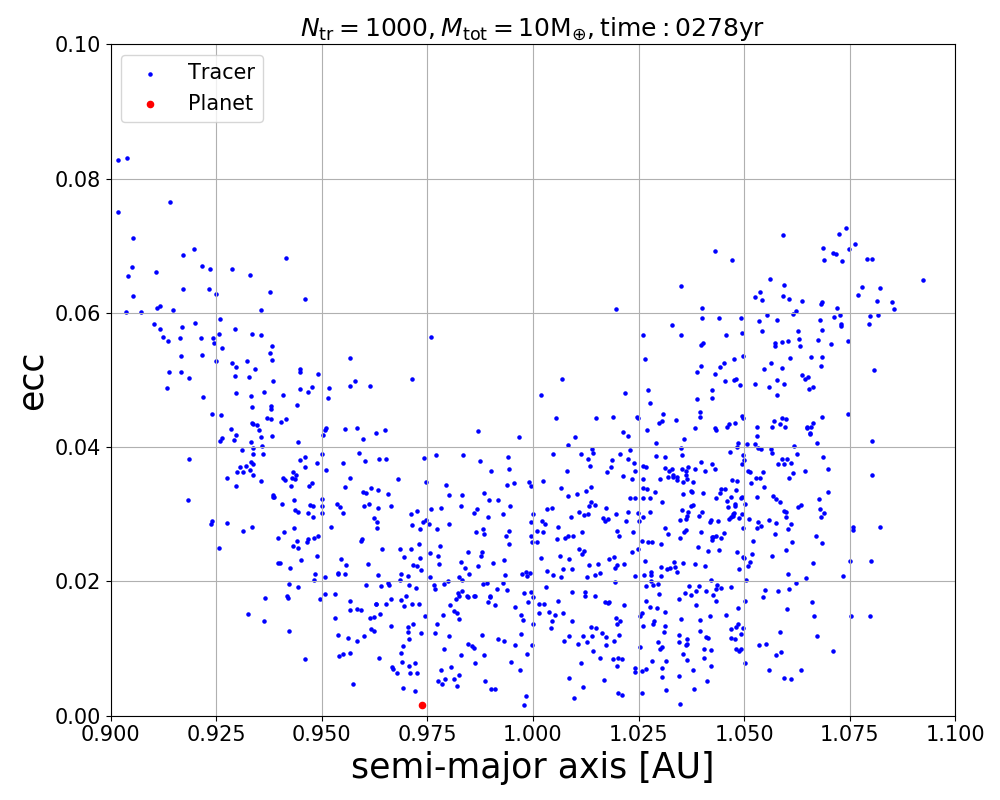 N_tr = 1000, M_tot = 10M_⊕, time : 0278yr
Tracer
Planet
ecc
0.10
0.08
0.06
0.04
0.02
0.00
0.900 0.925 0.950 0.975 1.000 1.025 1.050 1.075 1.100
semi-major axis [AU]